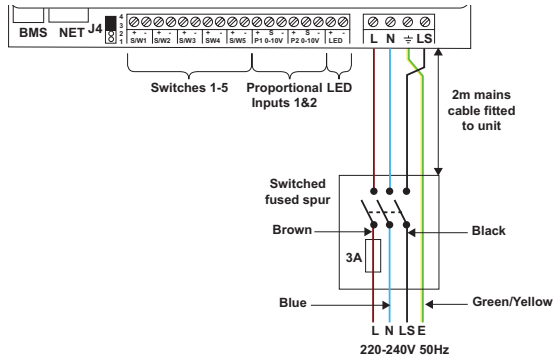 BMS NET J4
4
3
2
1
+ - + - + - + - + - + S - + S - + -
S/W1 S/W2 S/W3 SW4 S/W5 P1 0-10V P2 0-10V LED
L N LS
Switches 1-5
Proportional
Inputs 1&2
LED
2m mains
cable fitted
to unit
Switched
fused spur
Brown
Black
3A
Blue
Green/Yellow
L N LS E
220-240V 50Hz